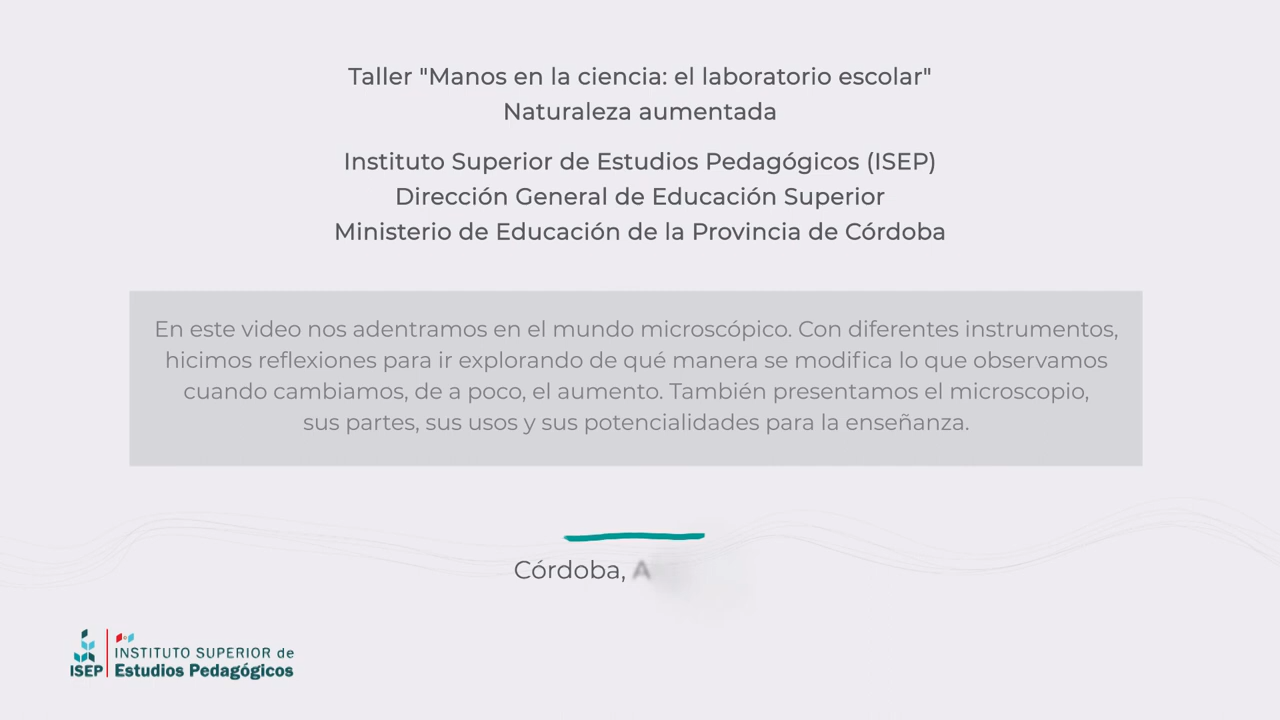 Taller "Manos en la ciencia: el laboratorio escolar"
Naturaleza aumentada
Instituto Superior de Estudios Pedagógicos (ISEP)
Dirección General de Educación Superior
Ministerio de Educación de la Provincia de Córdoba
En este video nos adentramos en el mundo microscópico. Con diferentes instrumentos,
hicimos reflexiones para ir explorando de qué manera se modifica lo que observamos
cuando cambiamos, de a poco, el aumento. También presentamos el microscopio,
sus partes, sus usos y sus potencialidades para la enseñanza.
Córdoba,
ISEP
INSTITUTO SUPERIOR de
Estudios Pedagógicos